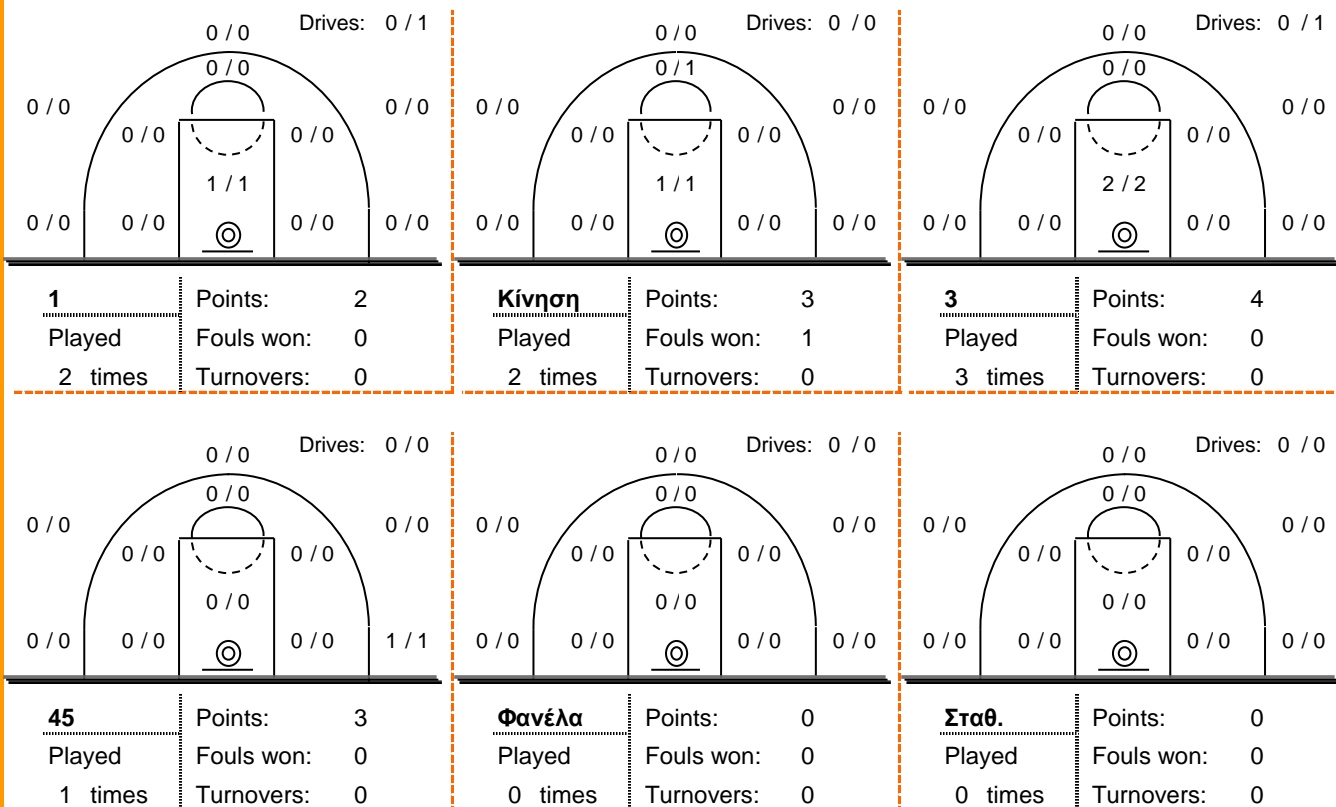 Drives: 0 / 1
0 / 0
0 / 0
0 / 0 0 / 0
0 / 0 0 / 0
1 / 1
0 / 0 0 / 0 0 / 0 0 / 0
1 Points: 2
Played Fouls won: 0
2 times Turnovers: 0
Drives: 0 / 0
0 / 0
0 / 1
0 / 0 0 / 0
0 / 0 0 / 0
1 / 1
0 / 0 0 / 0 0 / 0 0 / 0
Κίνηση Points: 3
Played Fouls won: 1
2 times Turnovers: 0
Drives: 0 / 1
0 / 0
0 / 0
0 / 0 0 / 0
0 / 0 0 / 0
2 / 2
0 / 0 0 / 0 0 / 0 0 / 0
3 Points: 4
Played Fouls won: 0
3 times Turnovers: 0
Drives: 0 / 0
0 / 0
0 / 0
0 / 0 0 / 0
0 / 0 0 / 0
0 / 0
0 / 0 0 / 0 0 / 0 1 / 1
45 Points: 3
Played Fouls won: 0
1 times Turnovers: 0
Drives: 0 / 0
0 / 0
0 / 0
0 / 0 0 / 0
0 / 0 0 / 0
0 / 0
0 / 0 0 / 0 0 / 0 0 / 0
Φανέλα Points: 0
Played Fouls won: 0
0 times Turnovers: 0
Drives: 0 / 0
0 / 0
0 / 0
0 / 0 0 / 0
0 / 0 0 / 0
0 / 0
0 / 0 0 / 0 0 / 0 0 / 0
Σταθ. Points: 0
Played Fouls won: 0
0 times Turnovers: 0